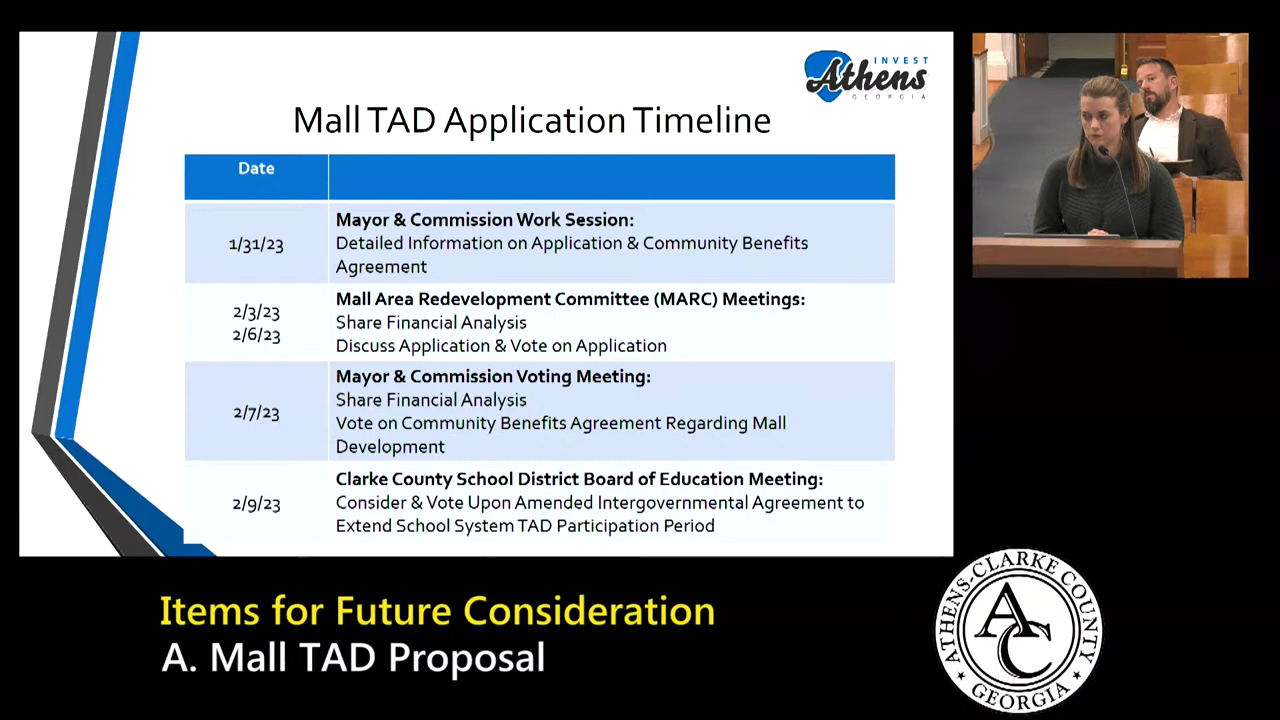 INVEST
Athens
GEORGIA
Mall TAD Application Timeline
Date
1/31/23
Mayor & Commission Work Session:
Detailed Information on Application & Community Benefits
Agreement
2/3/23
2/6/23
Mall Area Redevelopment Committee (MARC) Meetings:
Share Financial Analysis
Discuss Application & Vote on Application
2/7/23
Mayor & Commission Voting Meeting:
Share Financial Analysis
Vote on Community Benefits Agreement Regarding Mall
Development
2/9/23
Clarke County School District Board of Education Meeting:
Consider & Vote Upon Amended Intergovernmental Agreement to
Extend School System TAD Participation Period
Items for Future Consideration
A. Mall TAD Proposal
ATHENS-CLARKE COUNTY
ACC
GEORGIA